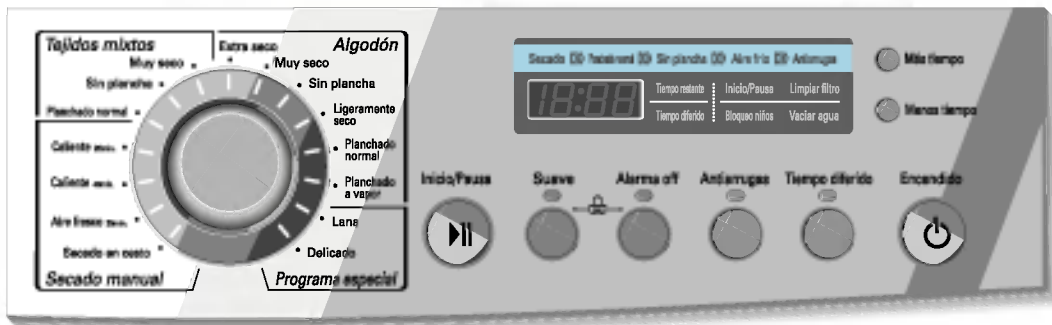 Tejidos mixtos
Muy seco
Sin plancha
Planchado normal
Extra seco
Algodón
Muy seco
Sin plancha
Ligeramente
seco
Planchado
normal
Planchado
a vapor
Caliente
Caliente
Aire fresco
Secado en cesto
Secado manual
Lana
Delicado
Programa especial
Inicio/Pausa
Secado
Sin plancha
Aire frío
Antiarrugas
18:88
Tiempo restante
Inicio/Pausa
Limpiar filtro
Tiempo diferido
Bloqueo niños
Vaciar agua
Más tiempo
Menos tiempo
Suave
Alarma off
Antiarrugas
Tiempo diferido
Encendido